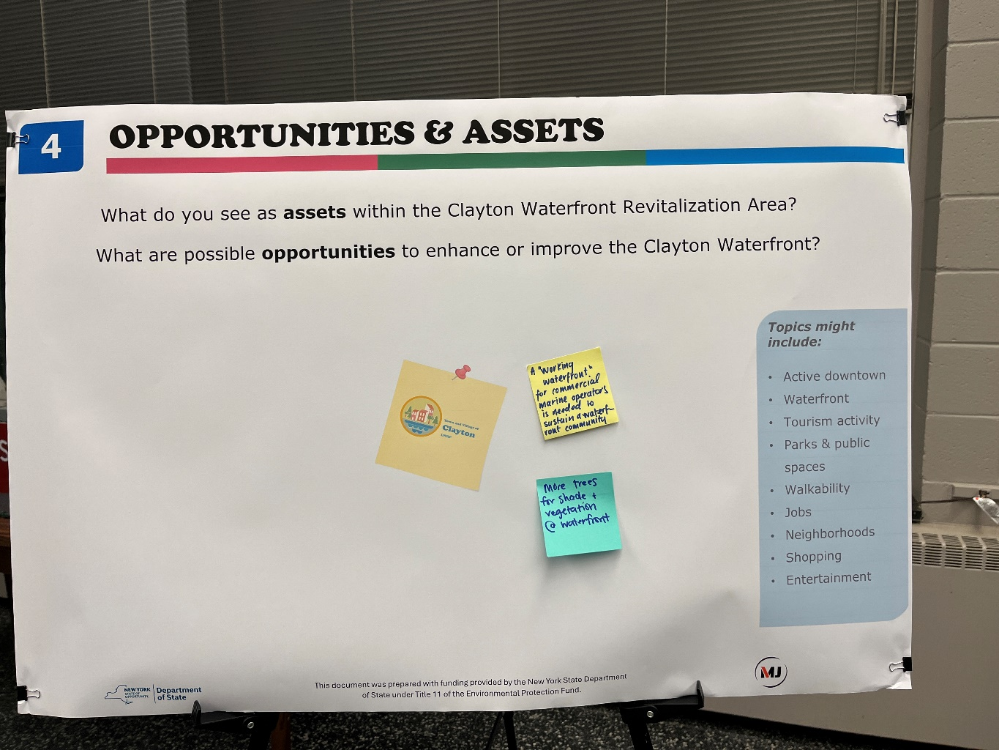 4
OPPORTUNITIES & ASSETS
What do you see as assets within the Clayton Waterfront Revitalization Area?
What are possible opportunities to enhance or improve the Clayton Waterfront?
Town and Village of
Clayton
LWRP
A "working
waterfront"
for commercial
marine operators
is needed to
sustain a waterf-
ront community
More trees
for shade +
vegetation
@ waterfront
Topics might
include:
• Active downtown
• Waterfront
• Tourism activity
• Parks & public
spaces
• Walkability
• Jobs
• Neighborhoods
• Shopping
• Entertainment
NEW YORK
STATE OF
OPPORTUNITY.
Department
of State
This document was prepared with funding provided by the New York State Department
of State under Title 11 of the Environmental Protection Fund.
MJ
S